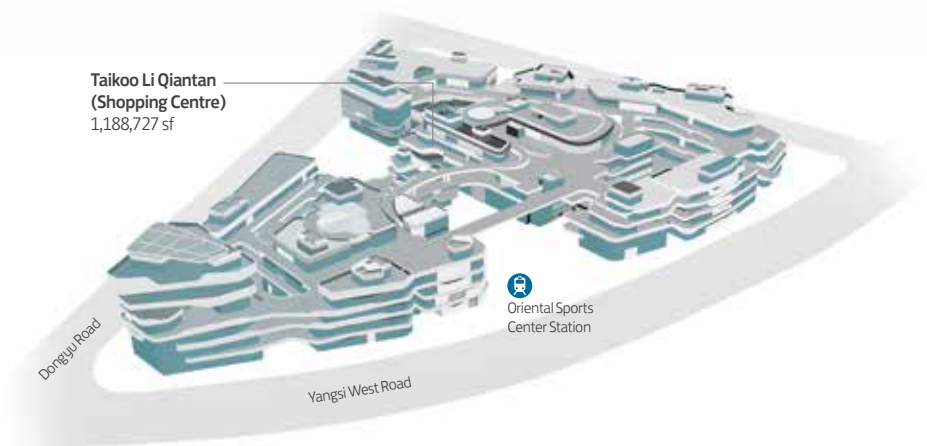 Taikoo Li Qiantan
(Shopping Centre)
1,188,727 sf
Oriental Sports
Center Station
Dongyu Road
Yangsi West Road